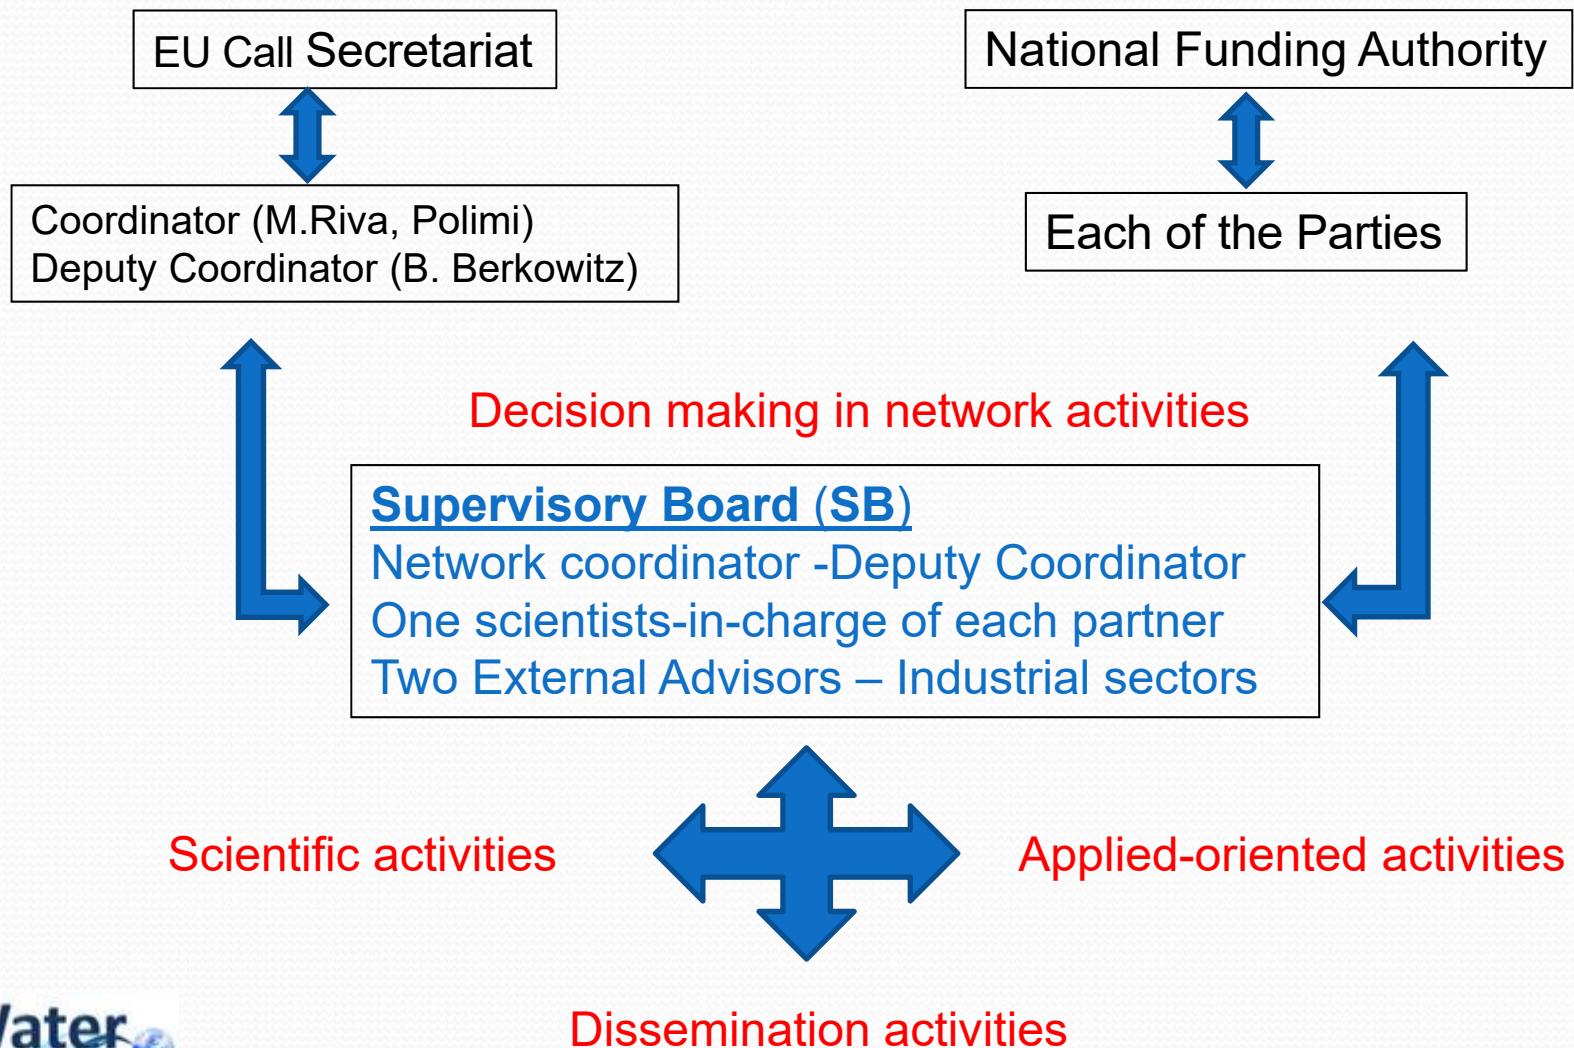 EU Call Secretariat
National Funding Authority
Coordinator (M.Riva, Polimi)
Deputy Coordinator (B. Berkowitz)
Each of the Parties
Decision making in network activities
Supervisory Board (SB)
Network coordinator -Deputy Coordinator
One scientists-in-charge of each partner
Two External Advisors – Industrial sectors
Scientific activities
Applied-oriented activities
Dissemination activities